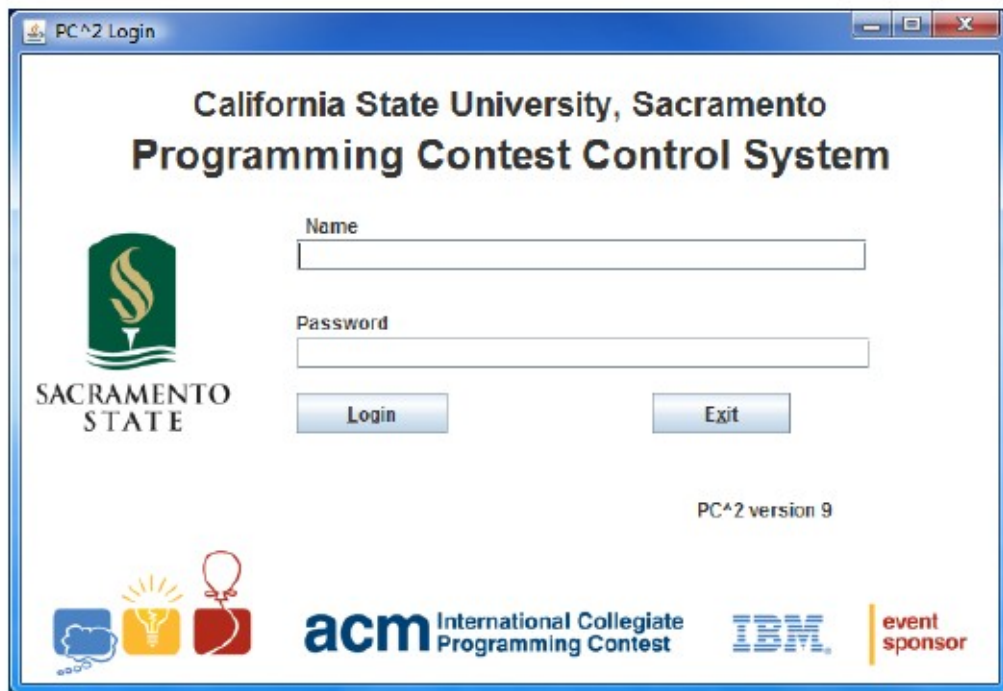 PC^2 Login
California State University, Sacramento
Programming Contest Control System
Name
Password
SACRAMENTO
STATE
Login
Exit
PC^2 version 9
acm International Collegiate
Programming Contest
IBM.
event
sponsor